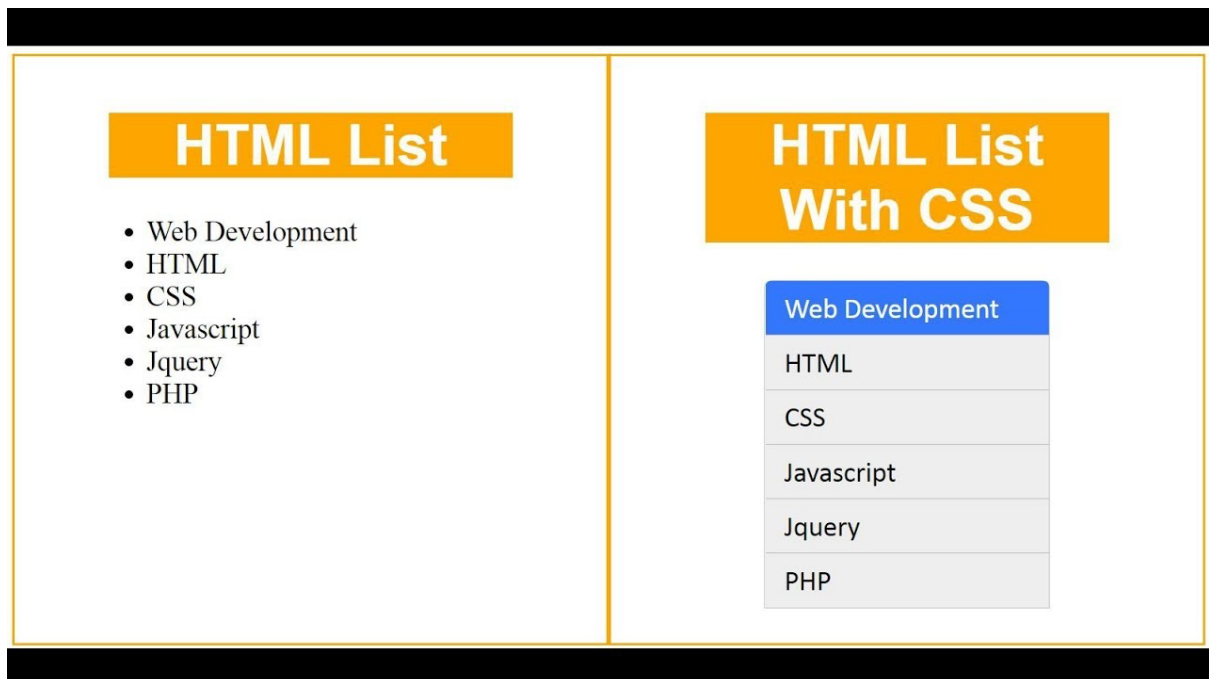 HTML List
Web Development
HTML
CSS
Javascript
Jquery
PHP
HTML List
With CSS
Web Development
HTML
CSS
Javascript
Jquery
PHP